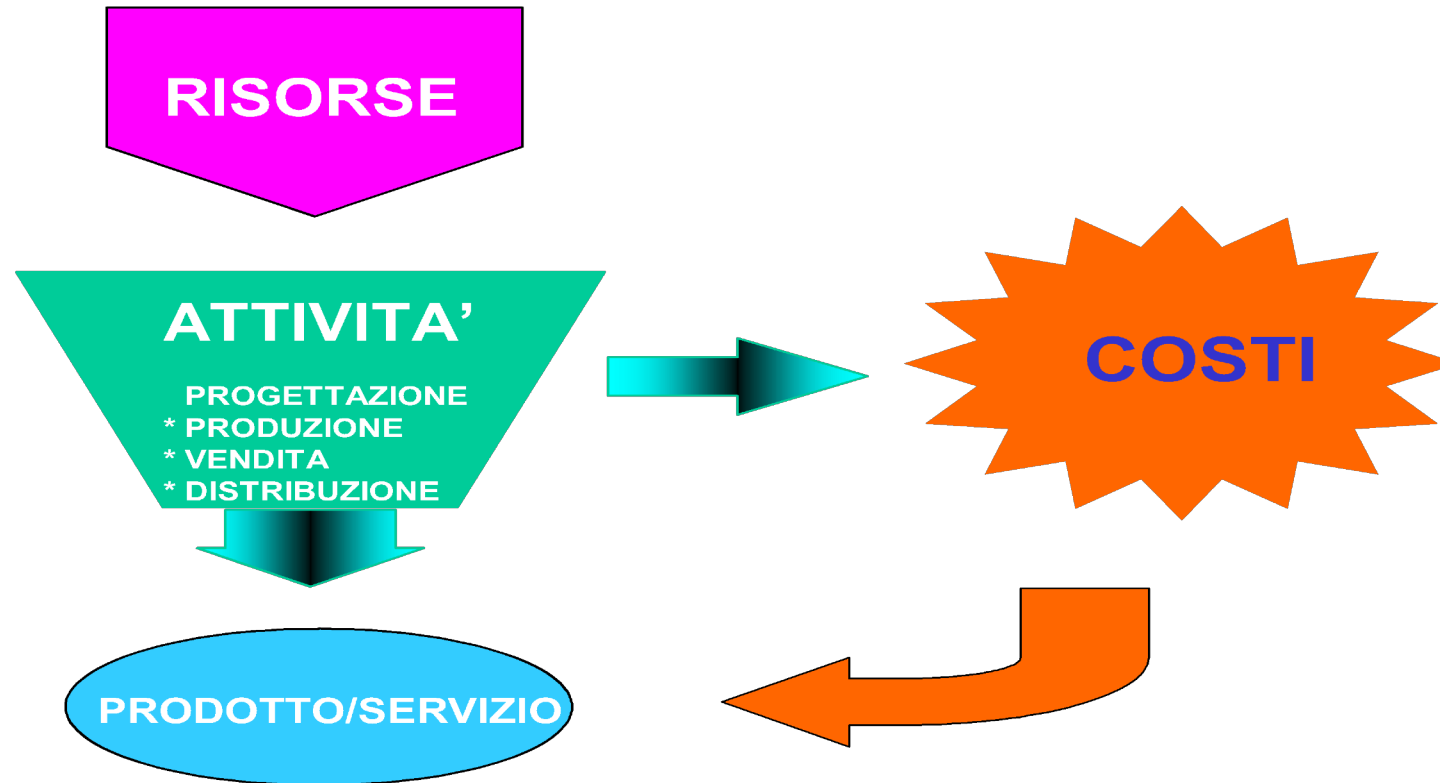 RISORSE
ATTIVITA’
PROGETTAZIONE
* PRODUZIONE
* VENDITA
* DISTRIBUZIONE
COSTI
PRODOTTO/SERVIZIO